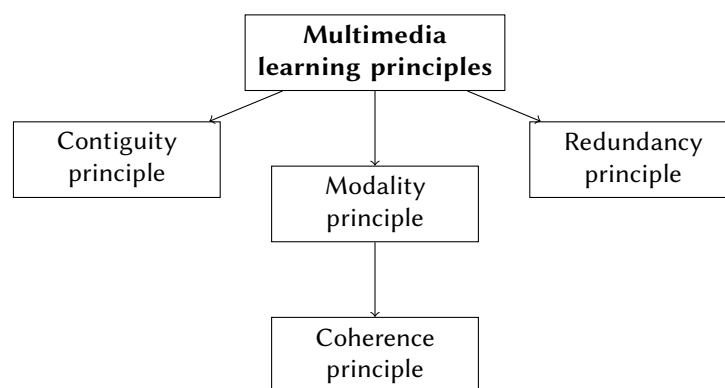 Multimedia
learning principles
Contiguity
principle
Modality
principle
Redundancy
principle
Coherence
principle